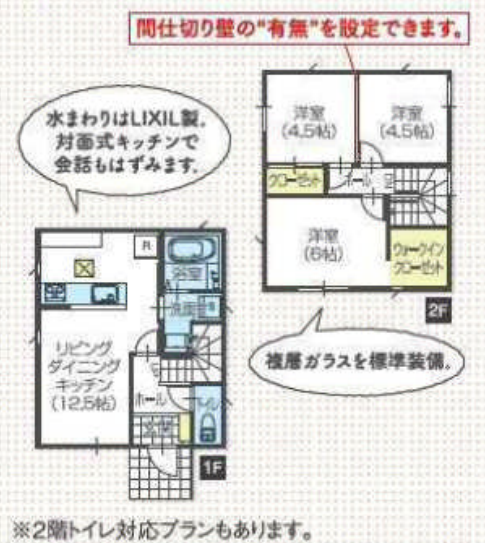 間仕切り壁の"有無"を設定できます。
水まわりはLIXIL製。
対面式キッチンで
会話もはずみます。
洋室
(4.5帖)
洋室
(4.5帖)
クローゼット
ホール
洋室
(6帖)
ウォークイン
クローゼット
2F
複層ガラスを標準装備。
R
浴室
洗面
リビング
ダイニング
キッチン
(12.5帖)
ホール
トイレ
玄関
1F
※2階トイレ対応プランもあります。